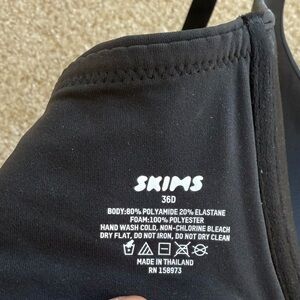 SKIMS
36D
BODY:80% POLYAMIDE 20% ELASTANE
FOAM:100% POLYESTER
HAND WASH COLD, NON-CHLORINE BLEACH
DRY FLAT, DO NOT IRON, DO NOT DRY CLEAN
MADE IN THAILAND
RN 158973